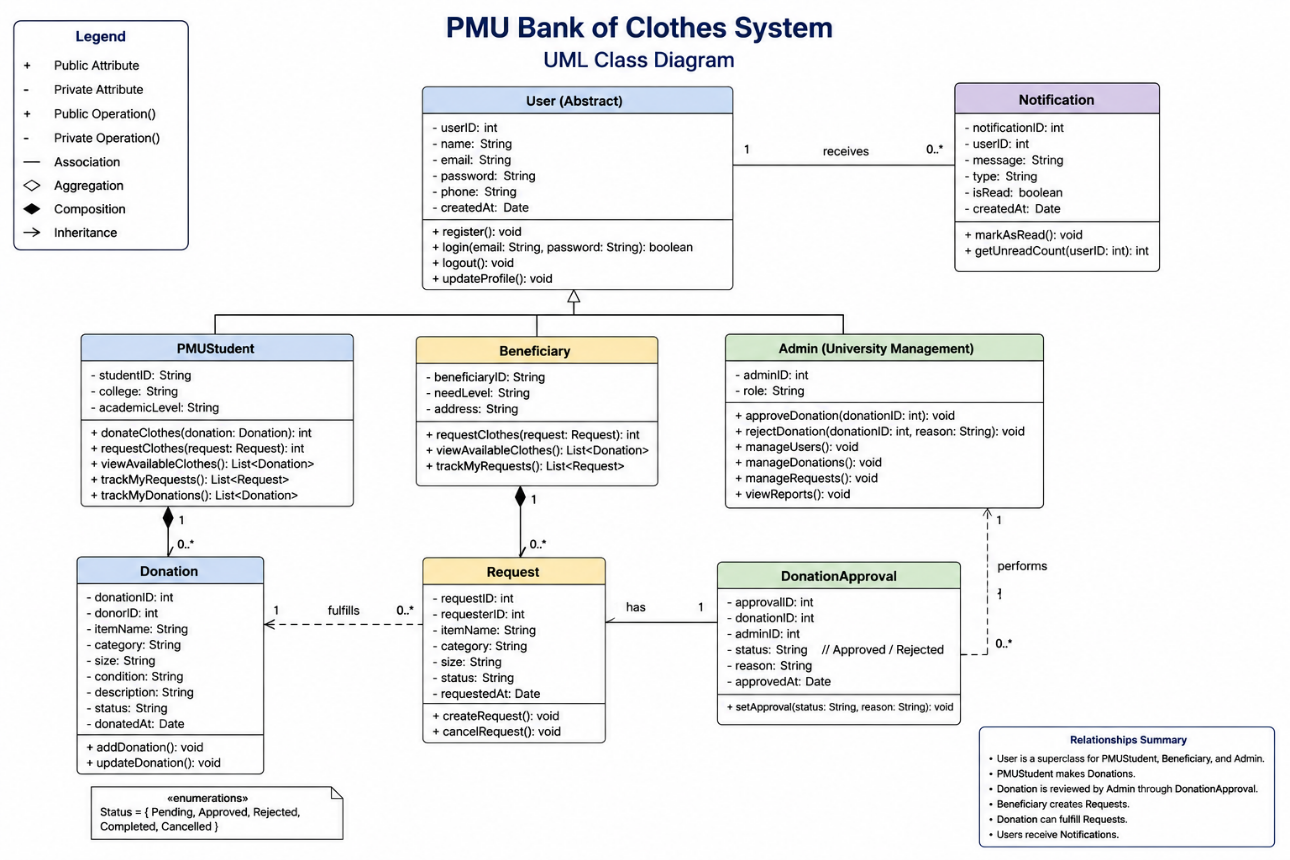 PMU Bank of Clothes System
UML Class Diagram
Legend
+ Public Attribute
- Private Attribute
+ Public Operation()
- Private Operation()
Association
Aggregation
Composition
Inheritance
User (Abstract)
- userID: int
- name: String
- email: String
- password: String
- phone: String
- createdAt: Date
+ register(): void
+ login(email: String, password: String): boolean
+ logout(): void
+ updateProfile(): void
1 receives 0..*
Notification
- notificationID: int
- userID: int
- message: String
- type: String
- isRead: boolean
- createdAt: Date
+ markAsRead(): void
+ getUnreadCount(userID: int): int
PMUStudent
- studentID: String
- college: String
- academicLevel: String
+ donateClothes(donation: Donation): int
+ requestClothes(request: Request): int
+ viewAvailableClothes(): List<Donation>
+ trackMyRequests(): List<Request>
+ trackMyDonations(): List<Donation>
1
0..*
Beneficiary
- beneficiaryID: String
- needLevel: String
- address: String
+ requestClothes(request: Request): int
+ viewAvailableClothes(): List<Donation>
+ trackMyRequests(): List<Request>
1
0..*
Admin (University Management)
- adminID: int
- role: String
+ approveDonation(donationID: int): void
+ rejectDonation(donationID: int, reason: String): void
+ manageUsers(): void
+ manageDonations(): void
+ manageRequests(): void
+ viewReports(): void
1
performs
0..*
Donation
- donationID: int
- donorID: int
- itemName: String
- category: String
- size: String
- condition: String
- description: String
- status: String
- donatedAt: Date
+ addDonation(): void
+ updateDonation(): void
1 fulfills 0..*
Request
- requestID: int
- requesterID: int
- itemName: String
- category: String
- size: String
- status: String
- requestedAt: Date
+ createRequest(): void
+ cancelRequest(): void
has 1
DonationApproval
- approvalID: int
- donationID: int
- adminID: int
- status: String // Approved / Rejected
- reason: String
- approvedAt: Date
+ setApproval(status: String, reason: String): void
«enumerations»
Status = { Pending, Approved, Rejected,
Completed, Cancelled }
Relationships Summary
• User is a superclass for PMUStudent, Beneficiary, and Admin.
• PMUStudent makes Donations.
• Donation is reviewed by Admin through DonationApproval.
• Beneficiary creates Requests.
• Donation can fulfill Requests.
• Users receive Notifications.